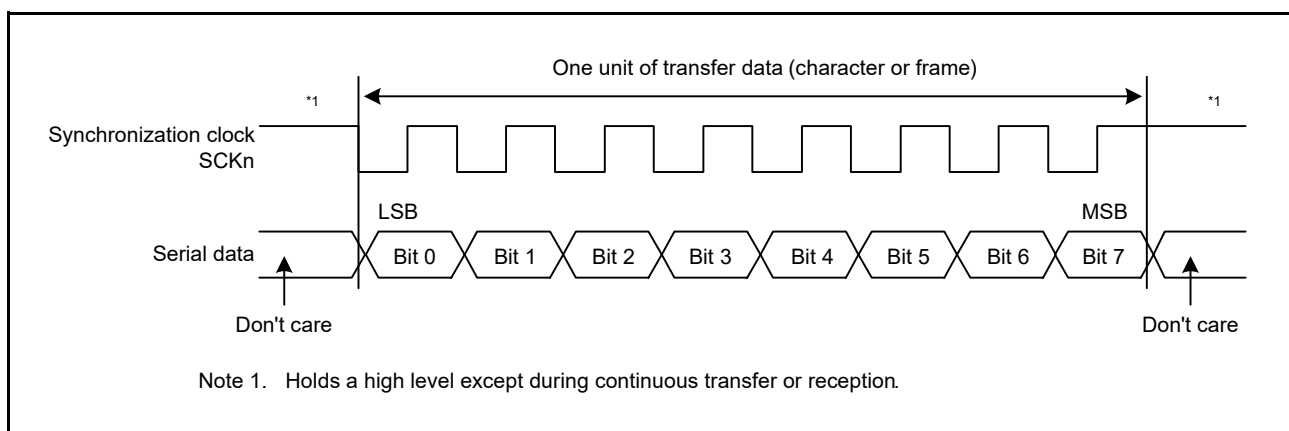 One unit of transfer data (character or frame)
*1
*1
Synchronization clock
SCKn
LSB
MSB
Serial data
Bit 0
Bit 1
Bit 2
Bit 3
Bit 4
Bit 5
Bit 6
Bit 7
Don't care
Don't care
Note 1. Holds a high level except during continuous transfer or reception.